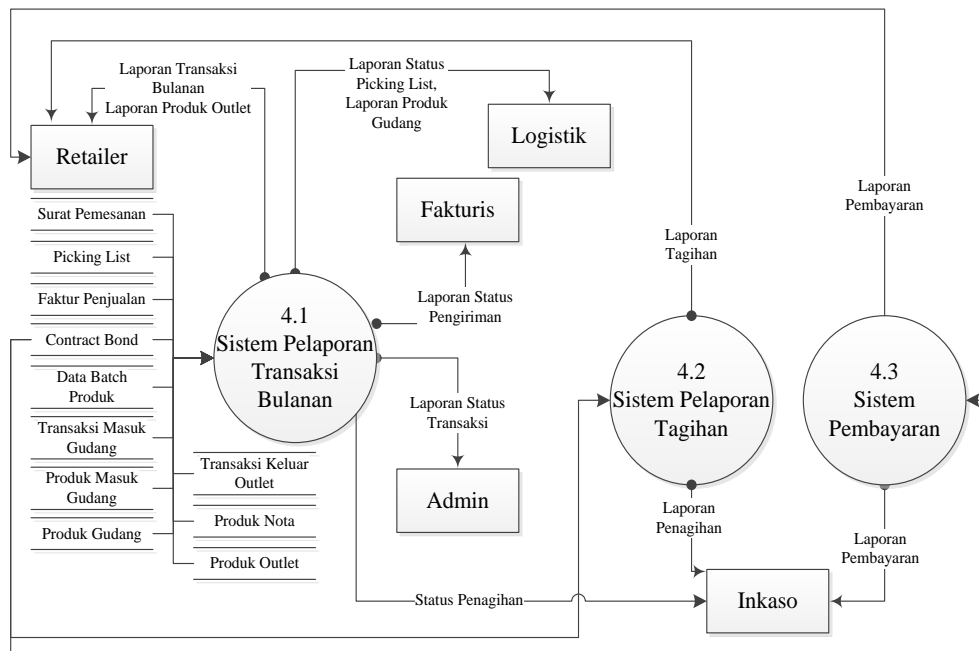 Laporan Transaksi
Bulanan
Laporan Produk Outlet
Laporan Status
Picking List,
Laporan Produk
Gudang
Logistik
Retailer
Fakturis
Laporan
Pembayaran
Surat Pemesanan
Picking List
Faktur Penjualan
Contract Bond
Data Batch
Produk
Transaksi Masuk
Gudang
Produk Masuk
Gudang
Produk Gudang
Transaksi Keluar
Outlet
Produk Nota
Produk Outlet
4.1
Sistem Pelaporan
Transaksi
Bulanan
Laporan Status
Pengiriman
Laporan
Tagihan
4.2
Sistem Pelaporan
Tagihan
4.3
Sistem
Pembayaran
Laporan Status
Transaksi
Admin
Laporan
Penagihan
Laporan
Pembayaran
Status Penagihan
Inkaso